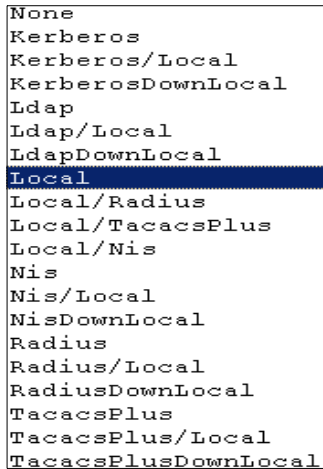 None
Kerberos
Kerberos/Local
KerberosDownLocal
Ldap
Ldap/Local
LdapDownLocal
Local
Local/Radius
Local/TacacsPlus
Local/Nis
Nis
Nis/Local
NisDownLocal
Radius
Radius/Local
RadiusDownLocal
TacacsPlus
TacacsPlus/Local
TacacsPlusDownLocal